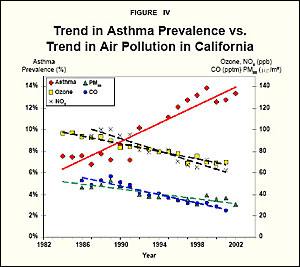 FIGURE IV
Trend in Asthma Prevalence vs.
Trend in Air Pollution in California
Asthma
Prevalence (%)
Ozone, NOx (ppb)
CO (pptm) PM10 (µg/m³)
Asthma
PM10
Ozone
CO
NOx
14%
12%
10%
8%
6%
4%
2%
0%
140
120
100
80
60
40
20
0
1982 1986 1990 1994 1998 2002
Year